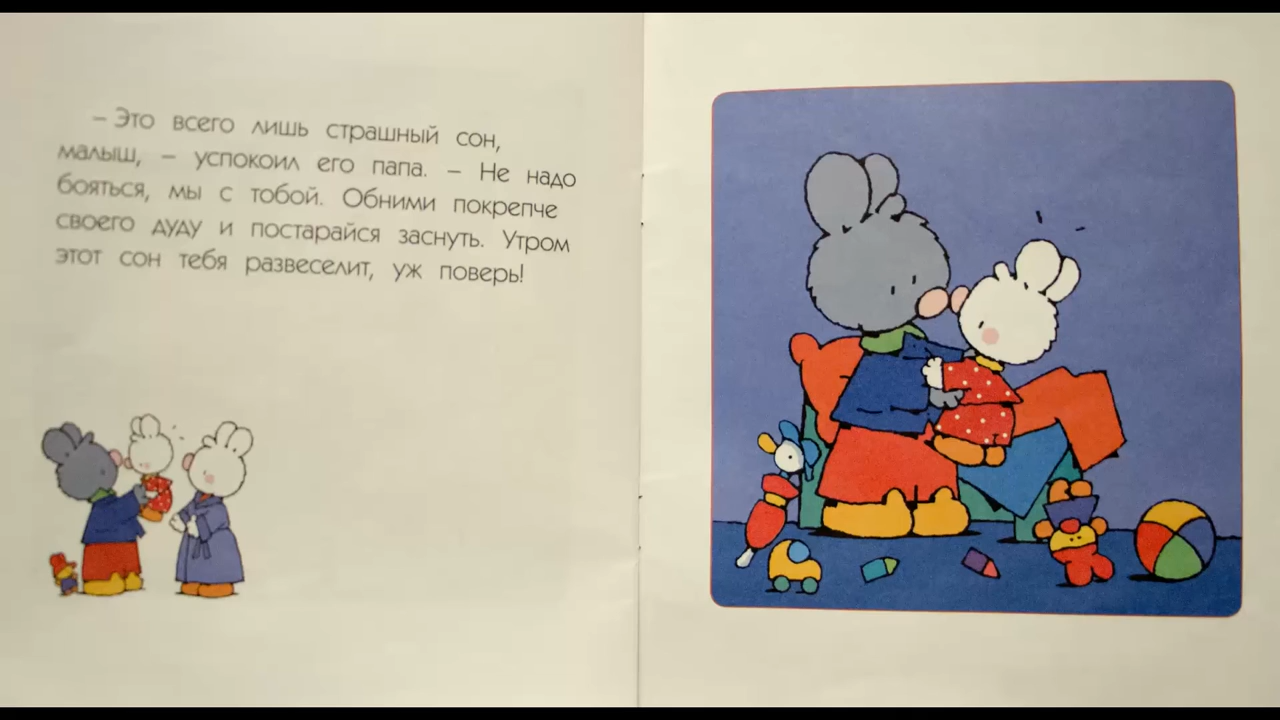 – Это всего лишь страшный сон,
малыш, – успокоил его папа. – Не надо
бояться, мы с тобой. Обними покрепче
своего дуду и постарайся заснуть. Утром
этот сон тебя развеселит, уж поверь!